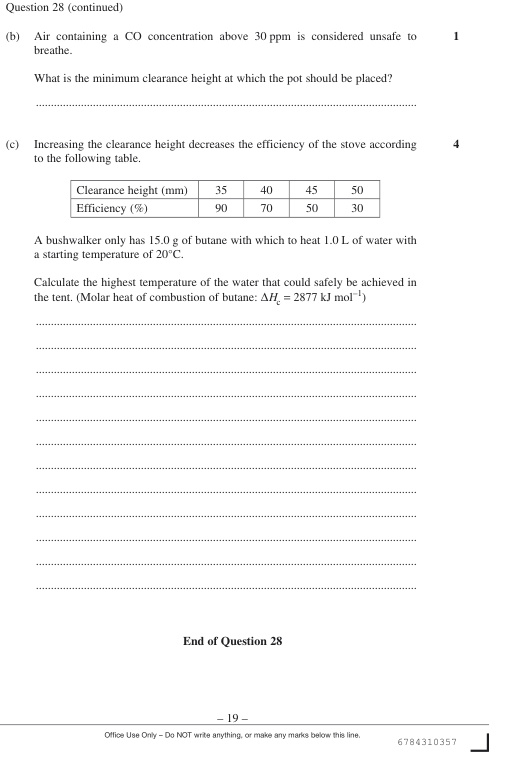 Question 28 (continued)
(b) Air containing a CO concentration above 30 ppm is considered unsafe to 1
breathe.
What is the minimum clearance height at which the pot should be placed?
(c) Increasing the clearance height decreases the efficiency of the stove according 4
to the following table.
Clearance height (mm) 35 40 45 50
Efficiency (%) 90 70 50 30
A bushwalker only has 15.0 g of butane with which to heat 1.0 L of water with
a starting temperature of 20°C.
Calculate the highest temperature of the water that could safely be achieved in
the tent. (Molar heat of combustion of butane: ΔHc = 2877 kJ mol⁻¹)
End of Question 28
– 19 –
Office Use Only – Do NOT write anything, or make any marks below this line.
6784310357